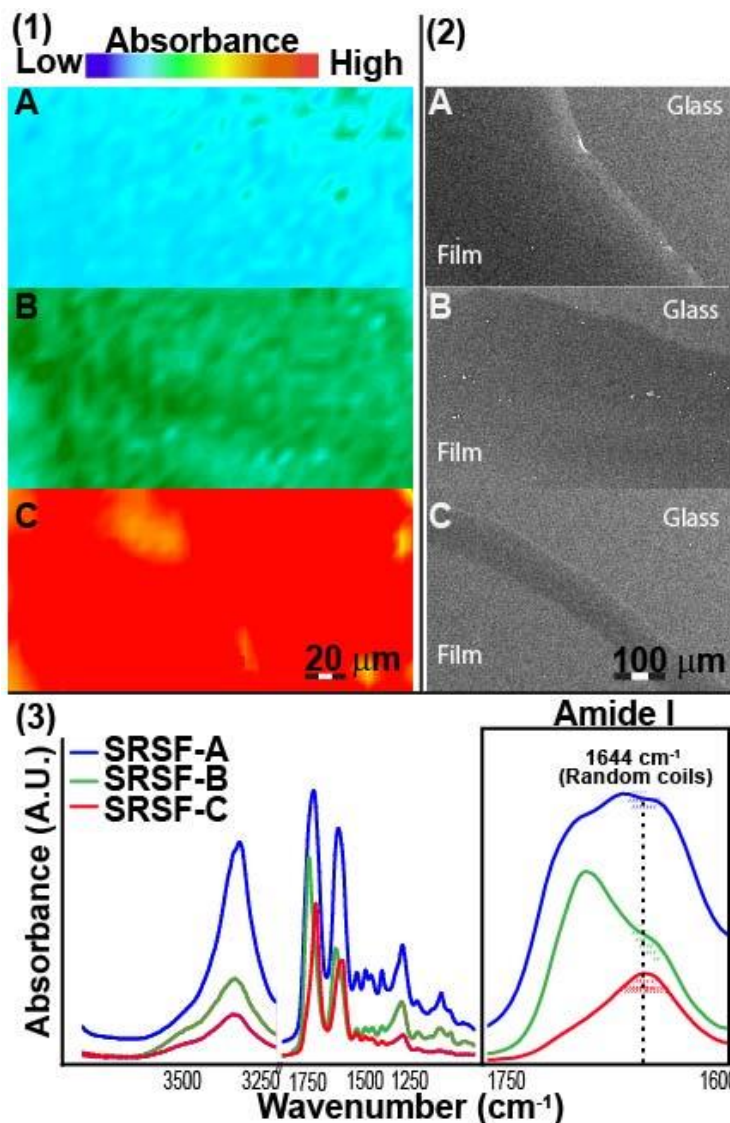 (1)
Absorbance
Low High
A
B
C
20 μm
(2)
A
Glass
Film
B
Glass
Film
C
Glass
Film
100 μm
(3)
SRSF-A
SRSF-B
SRSF-C
Absorbance (A.U.)
3500 3250 1750 1500 1250
Amide I
1644 cm⁻¹
(Random coils)
1750 1600
Wavenumber (cm⁻¹)